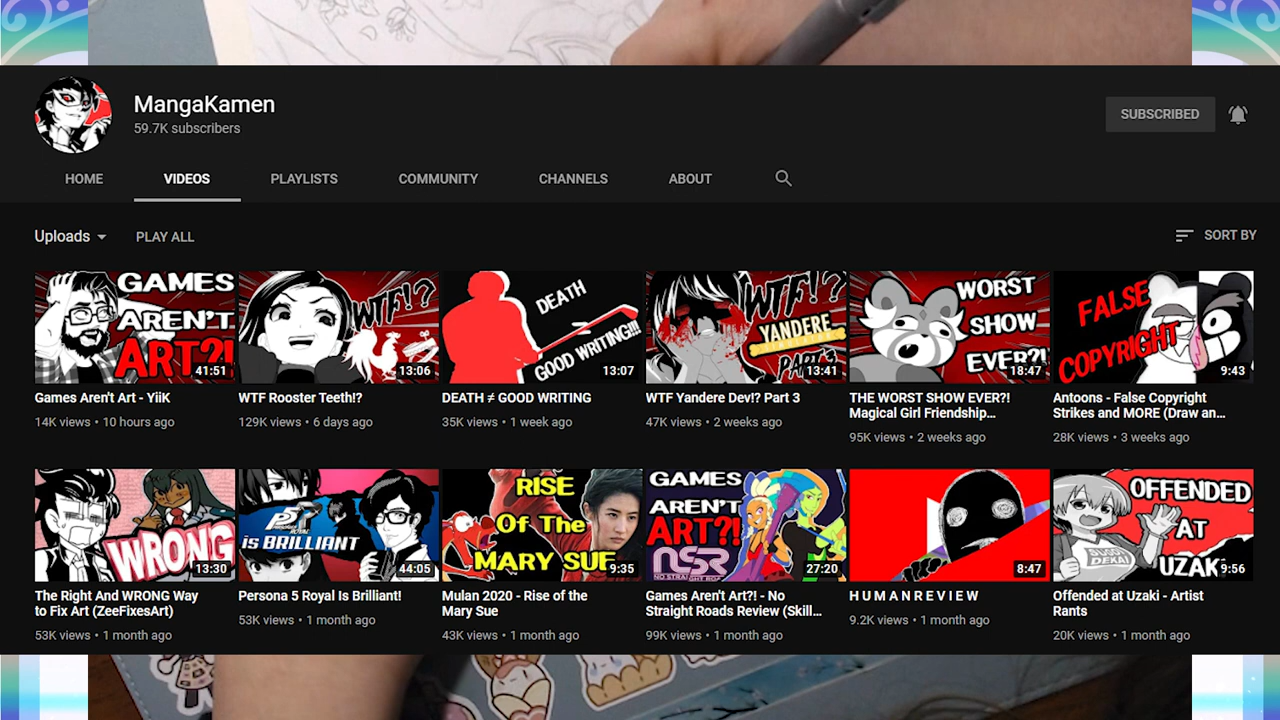 MangaKamen
59.7K subscribers
SUBSCRIBED
HOME VIDEOS PLAYLISTS COMMUNITY CHANNELS ABOUT
Uploads PLAY ALL SORT BY
GAMES
AREN'T
ART?!
41:51
WTF!?
13:06
DEATH
GOOD WRITING!!!
13:07
WTF!?
YANDERE
PART 3
13:41
WORST
SHOW
EVER?!
18:47
FALSE
COPYRIGHT
9:43
Games Aren't Art - YiiK
14K views • 10 hours ago
WTF Rooster Teeth!?
129K views • 6 days ago
DEATH ≠ GOOD WRITING
35K views • 1 week ago
WTF Yandere Dev!? Part 3
47K views • 2 weeks ago
THE WORST SHOW EVER?!
Magical Girl Friendship...
95K views • 2 weeks ago
Antoons - False Copyright
Strikes and MORE (Draw an...
28K views • 3 weeks ago
WRONG
13:30
P5
ROYAL
iS BRILLIANT
44:05
RISE
Of The
MARY SUE
9:35
GAMES
AREN'T
ART?!
NSR
27:20
8:47
OFFENDED
AT
UZAK
SUGOI
DEKAI
9:56
The Right And WRONG Way
to Fix Art (ZeeFixesArt)
53K views • 1 month ago
Persona 5 Royal Is Brilliant!
53K views • 1 month ago
Mulan 2020 - Rise of the
Mary Sue
43K views • 1 month ago
Games Aren't Art?! - No
Straight Roads Review (Skill...
99K views • 1 month ago
H U M A N R E V I E W
9.2K views • 1 month ago
Offended at Uzaki - Artist
Rants
20K views • 1 month ago